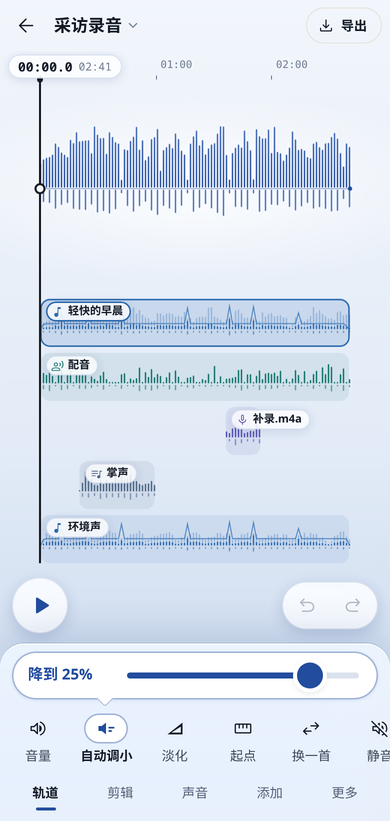 采访录音
导出
00:00.0 02:41
01:00
02:00
轻快的早晨
配音
补录.m4a
掌声
环境声
降到 25%
音量
自动调小
淡化
起点
换一首
静音
轨道
剪辑
声音
添加
更多